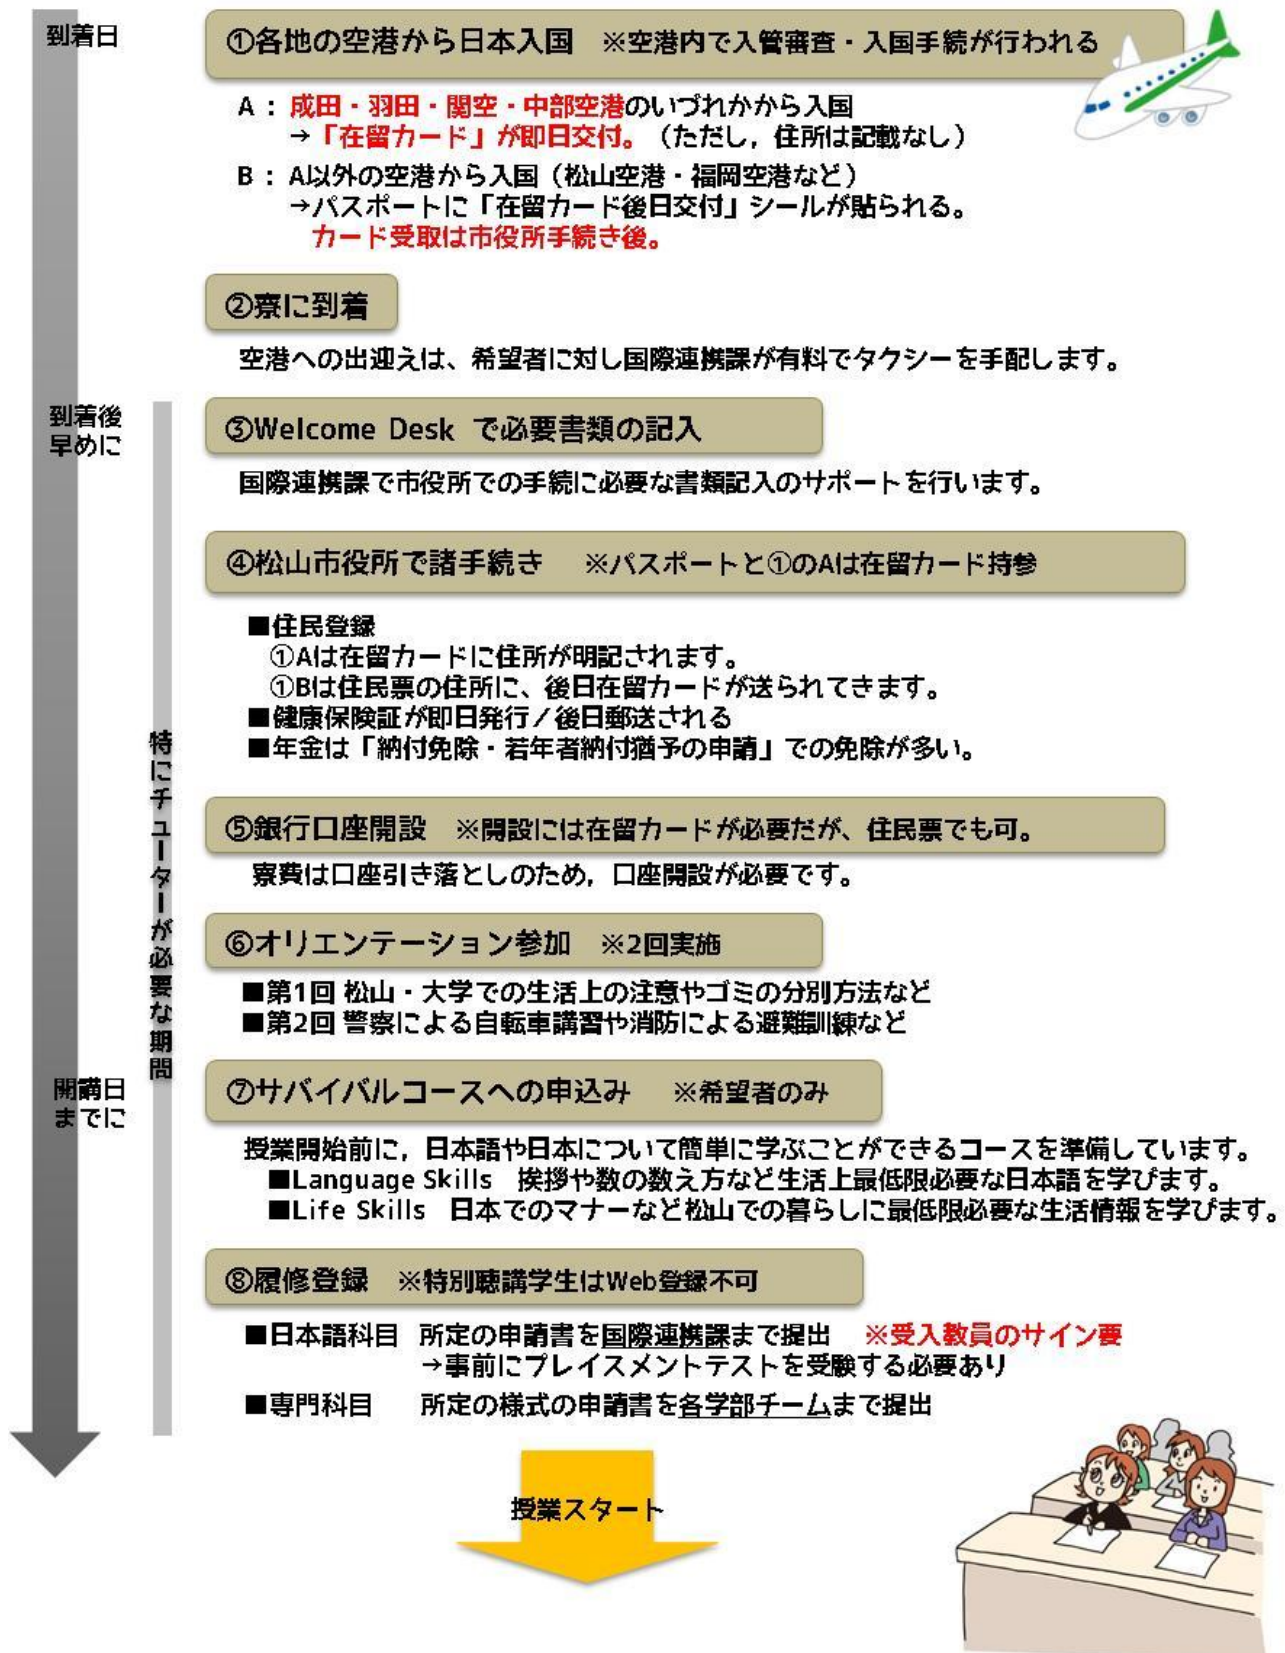 到着日
①各地の空港から日本入国 ※空港内で入管審査・入国手続が行われる
A：成田・羽田・関空・中部空港のいづれかから入国
→「在留カード」が即日交付。（ただし，住所は記載なし）
B：A以外の空港から入国（松山空港・福岡空港など）
→パスポートに「在留カード後日交付」シールが貼られる。
カード受取は市役所手続き後。
②寮に到着
空港への出迎えは、希望者に対し国際連携課が有料でタクシーを手配します。
到着後
早めに
③Welcome Desk で必要書類の記入
国際連携課で市役所での手続に必要な書類記入のサポートを行います。
④松山市役所で諸手続き ※パスポートと①のAは在留カード持参
■住民登録
①Aは在留カードに住所が明記されます。
①Bは住民票の住所に、後日在留カードが送られてきます。
■健康保険証が即日発行／後日郵送される
■年金は「納付免除・若年者納付猶予の申請」での免除が多い。
特にチューターが必要な期間
⑤銀行口座開設 ※開設には在留カードが必要だが、住民票でも可。
寮費は口座引き落としのため，口座開設が必要です。
⑥オリエンテーション参加 ※2回実施
■第1回 松山・大学での生活上の注意やゴミの分別方法など
■第2回 警察による自転車講習や消防による避難訓練など
開講日
までに
⑦サバイバルコースへの申込み ※希望者のみ
授業開始前に，日本語や日本について簡単に学ぶことができるコースを準備しています。
■Language Skills 挨拶や数の数え方など生活上最低限必要な日本語を学びます。
■Life Skills 日本でのマナーなど松山での暮らしに最低限必要な生活情報を学びます。
⑧履修登録 ※特別聴講学生はWeb登録不可
■日本語科目 所定の申請書を国際連携課まで提出 ※受入教員のサイン要
→事前にプレイスメントテストを受験する必要あり
■専門科目 所定の様式の申請書を各学部チームまで提出
授業スタート